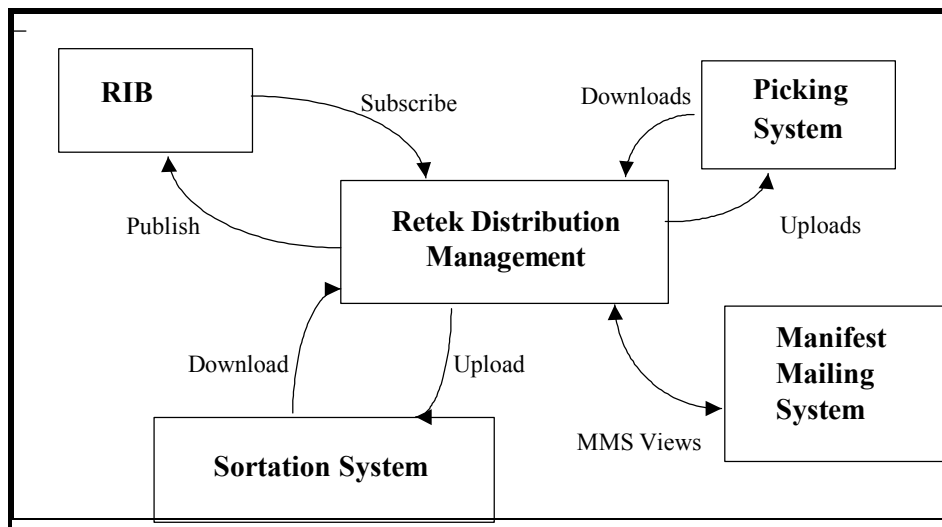 RIB
Subscribe
Downloads
Picking
System
Publish
Retek Distribution
Management
Uploads
Download
Upload
Manifest
Mailing
System
MMS Views
Sortation System